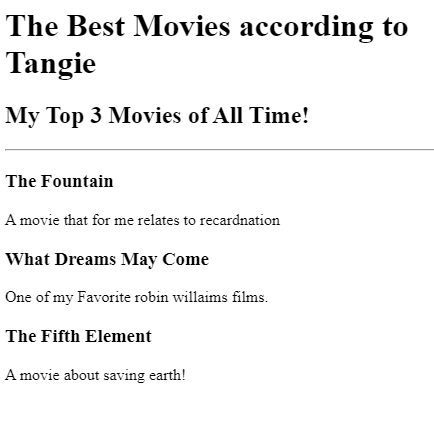 The Best Movies according to
Tangie
My Top 3 Movies of All Time!
The Fountain
A movie that for me relates to recardnation
What Dreams May Come
One of my Favorite robin willaims films.
The Fifth Element
A movie about saving earth!